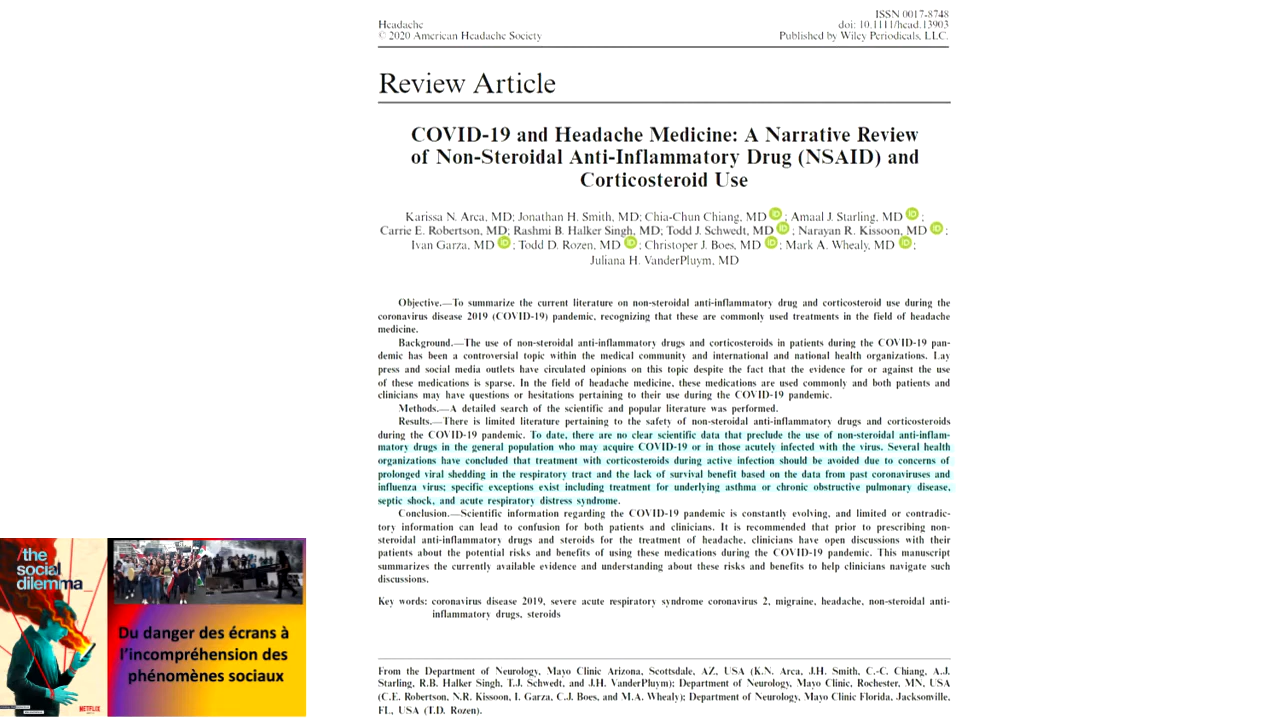 ISSN 0017-8748
Headache
doi: 10.1111/head.13903
© 2020 American Headache Society
Published by Wiley Periodicals, LLC.
Review Article
COVID-19 and Headache Medicine: A Narrative Review
of Non-Steroidal Anti-Inflammatory Drug (NSAID) and
Corticosteroid Use
Karissa N. Arca, MD; Jonathan H. Smith, MD; Chia-Chun Chiang, MD iD; Amaal J. Starling, MD iD;
Carrie E. Robertson, MD; Rashmi B. Halker Singh, MD; Todd J. Schwedt, MD iD; Narayan R. Kissoon, MD iD;
Ivan Garza, MD iD; Todd D. Rozen, MD iD; Christopher J. Boes, MD iD; Mark A. Whealy, MD iD;
Juliana H. VanderPluym, MD
Objective.—To summarize the current literature on non-steroidal anti-inflammatory drug and corticosteroid use during the
coronavirus disease 2019 (COVID-19) pandemic, recognizing that these are commonly used treatments in the field of headache
medicine.
Background.—The use of non-steroidal anti-inflammatory drugs and corticosteroids in patients during the COVID-19 pan-
demic has been a controversial topic within the medical community and international and national health organizations. Lay
press and social media outlets have circulated opinions on this topic despite the fact that the evidence for or against the use
of these medications is sparse. In the field of headache medicine, these medications are used commonly and both patients and
clinicians may have questions or hesitations pertaining to their use during the COVID-19 pandemic.
Methods.—A detailed search of the scientific and popular literature was performed.
Results.—There is limited literature pertaining to the safety of non-steroidal anti-inflammatory drugs and corticosteroids
during the COVID-19 pandemic. To date, there are no clear scientific data that preclude the use of non-steroidal anti-inflam-
matory drugs in the general population who may acquire COVID-19 or in those acutely infected with the virus. Several health
organizations have concluded that treatment with corticosteroids during active infection should be avoided due to concerns of
prolonged viral shedding in the respiratory tract and the lack of survival benefit based on the data from past coronaviruses and
influenza virus; specific exceptions exist including treatment for underlying asthma or chronic obstructive pulmonary disease,
septic shock, and acute respiratory distress syndrome.
Conclusion.—Scientific information regarding the COVID-19 pandemic is constantly evolving, and limited or contradic-
tory information can lead to confusion for both patients and clinicians. It is recommended that prior to prescribing non-
steroidal anti-inflammatory drugs and steroids for the treatment of headache, clinicians have open discussions with their
patients about the potential risks and benefits of using these medications during the COVID-19 pandemic. This manuscript
summarizes the currently available evidence and understanding about these risks and benefits to help clinicians navigate such
discussions.
Key words: coronavirus disease 2019, severe acute respiratory syndrome coronavirus 2, migraine, headache, non-steroidal anti-
inflammatory drugs, steroids
From the Department of Neurology, Mayo Clinic Arizona, Scottsdale, AZ, USA (K.N. Arca, J.H. Smith, C.-C. Chiang, A.J.
Starling, R.B. Halker Singh, T.J. Schwedt, and J.H. VanderPluym); Department of Neurology, Mayo Clinic, Rochester, MN, USA
(C.E. Robertson, N.R. Kissoon, I. Garza, C.J. Boes, and M.A. Whealy); Department of Neurology, Mayo Clinic Florida, Jacksonville,
FL, USA (T.D. Rozen).
the
social
dilemma_
NETFLIX
Du danger des écrans à
l'incompréhension des
phénomènes sociaux